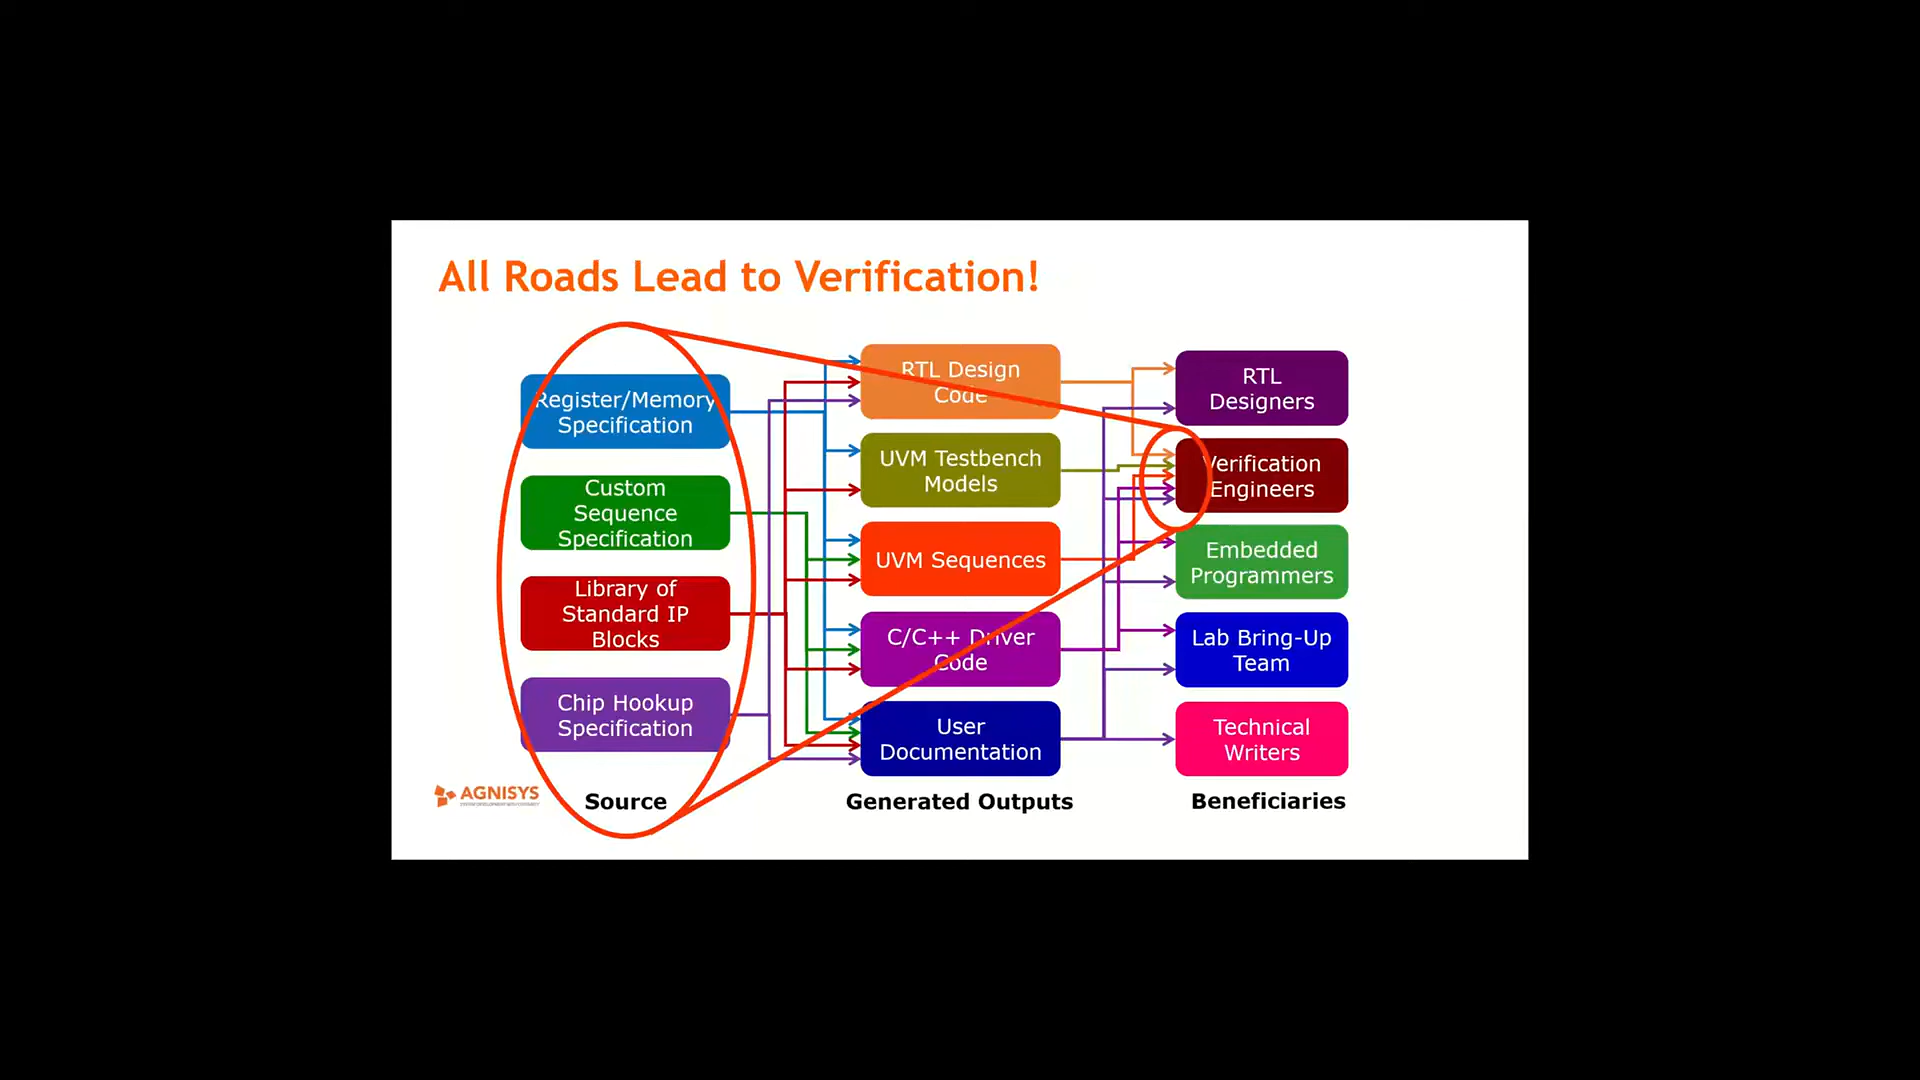 All Roads Lead to Verification!
Register/Memory
Specification
Custom
Sequence
Specification
Library of
Standard IP
Blocks
Chip Hookup
Specification
AGNISYS
Source
RTL Design
Code
UVM Testbench
Models
UVM Sequences
C/C++ Driver
Code
User
Documentation
Generated Outputs
RTL
Designers
Verification
Engineers
Embedded
Programmers
Lab Bring-Up
Team
Technical
Writers
Beneficiaries